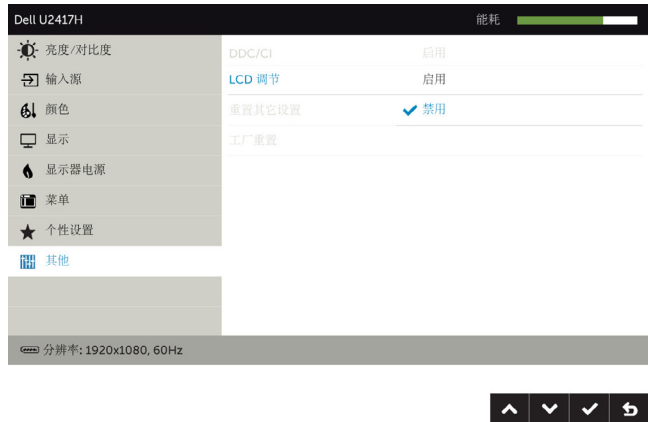 Dell U2417H 能耗
亮度/对比度
DDC/CI 启用
输入源
LCD 调节 启用
颜色
重置其它设置 禁用
显示
工厂重置
显示器电源
菜单
个性设置
其他
分辨率: 1920x1080, 60Hz